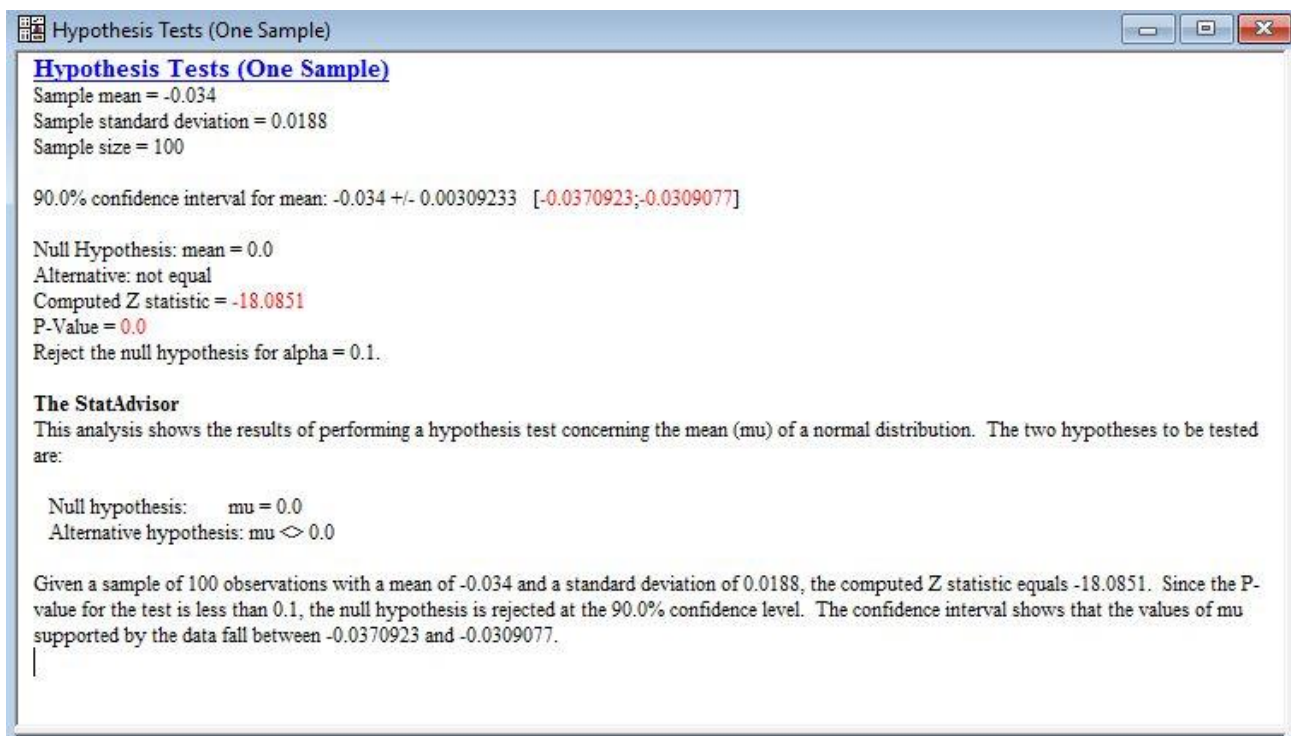 Hypothesis Tests (One Sample)
Hypothesis Tests (One Sample)
Sample mean = -0.034
Sample standard deviation = 0.0188
Sample size = 100
90.0% confidence interval for mean: -0.034 +/- 0.00309233 [-0.0370923;-0.0309077]
Null Hypothesis: mean = 0.0
Alternative: not equal
Computed Z statistic = -18.0851
P-Value = 0.0
Reject the null hypothesis for alpha = 0.1.
The StatAdvisor
This analysis shows the results of performing a hypothesis test concerning the mean (mu) of a normal distribution. The two hypotheses to be tested
are:
Null hypothesis: mu = 0.0
Alternative hypothesis: mu <> 0.0
Given a sample of 100 observations with a mean of -0.034 and a standard deviation of 0.0188, the computed Z statistic equals -18.0851. Since the P-
value for the test is less than 0.1, the null hypothesis is rejected at the 90.0% confidence level. The confidence interval shows that the values of mu
supported by the data fall between -0.0370923 and -0.0309077.